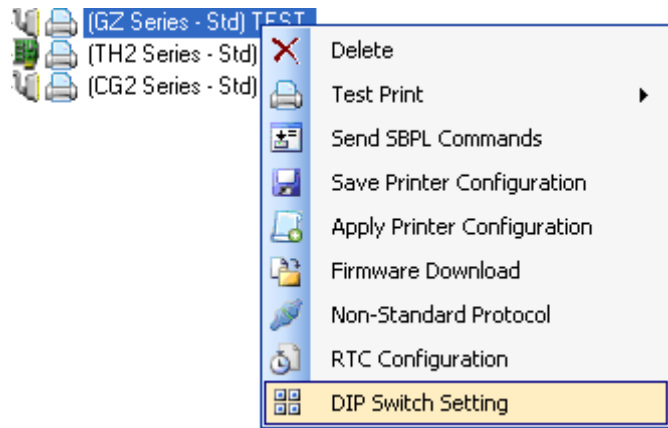 (GZ Series - Std) TEST
(TH2 Series - Std)
(CG2 Series - Std)
Delete
Test Print
Send SBPL Commands
Save Printer Configuration
Apply Printer Configuration
Firmware Download
Non-Standard Protocol
RTC Configuration
DIP Switch Setting